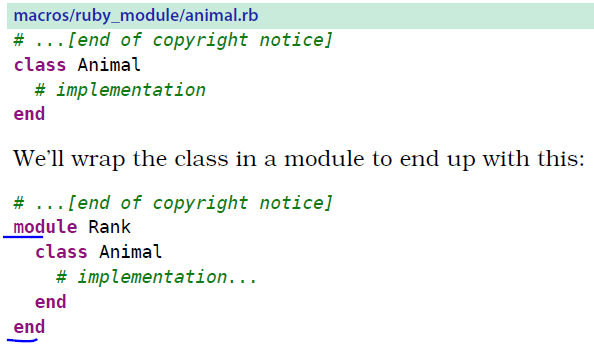 macros/ruby_module/animal.rb
# ...[end of copyright notice]
class Animal
  # implementation
end
We’ll wrap the class in a module to end up with this:
# ...[end of copyright notice]
module Rank
  class Animal
    # implementation...
  end
end